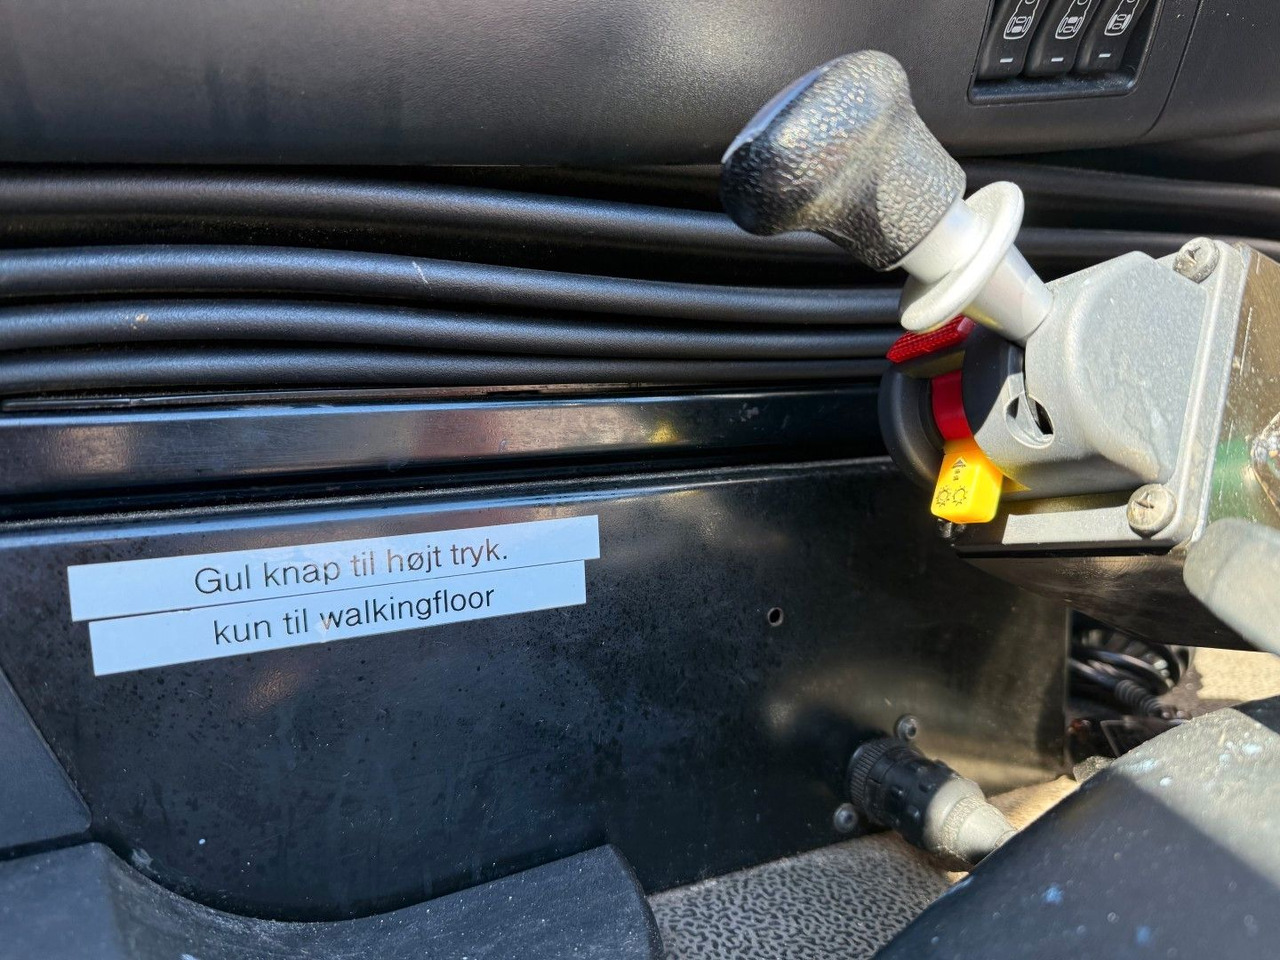 Gul knap til højt tryk.
kun til walkingfloor